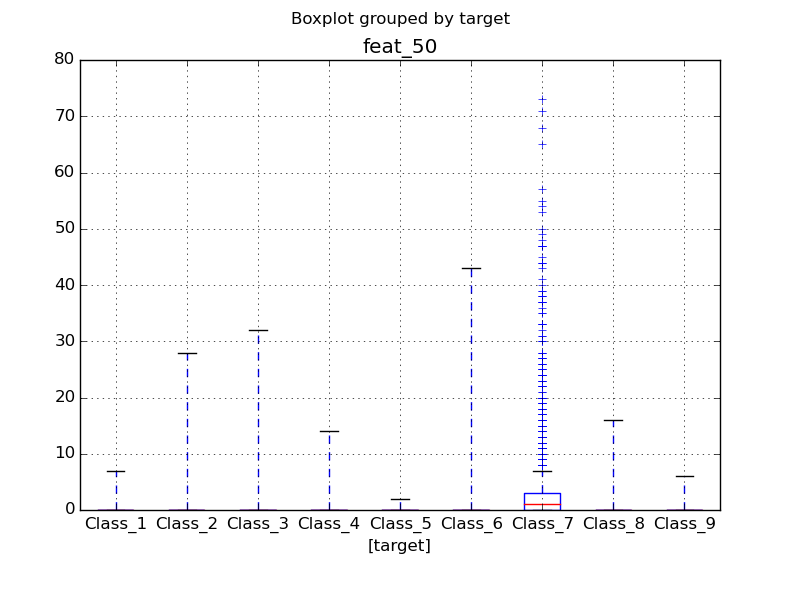 Boxplot grouped by target
feat_50
80
70
60
50
40
30
20
10
0
Class_1 Class_2 Class_3 Class_4 Class_5 Class_6 Class_7 Class_8 Class_9
[target]